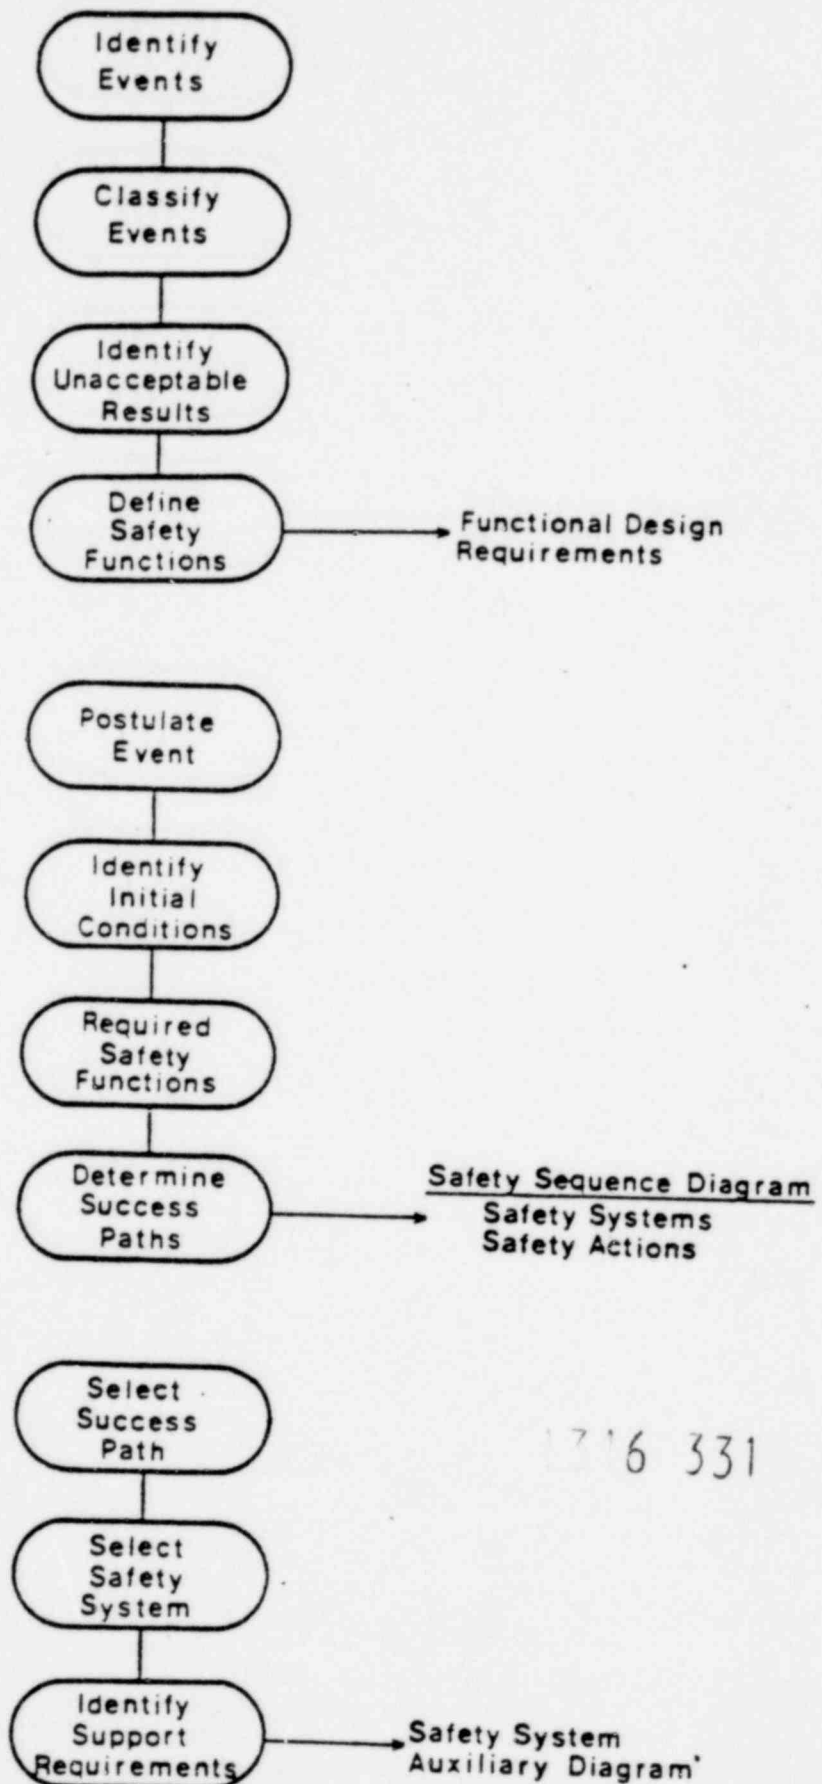 Identify
Events
Classify
Events
Identify
Unacceptable
Results
Define
Safety
Functions
Functional Design
Requirements
Postulate
Event
Identify
Initial
Conditions
Required
Safety
Functions
Determine
Success
Paths
Safety Sequence Diagram
Safety Systems
Safety Actions
Select
Success
Path
331
Select
Safety
System
Identify
Support
Requirements
Safety System
Auxiliary Diagram